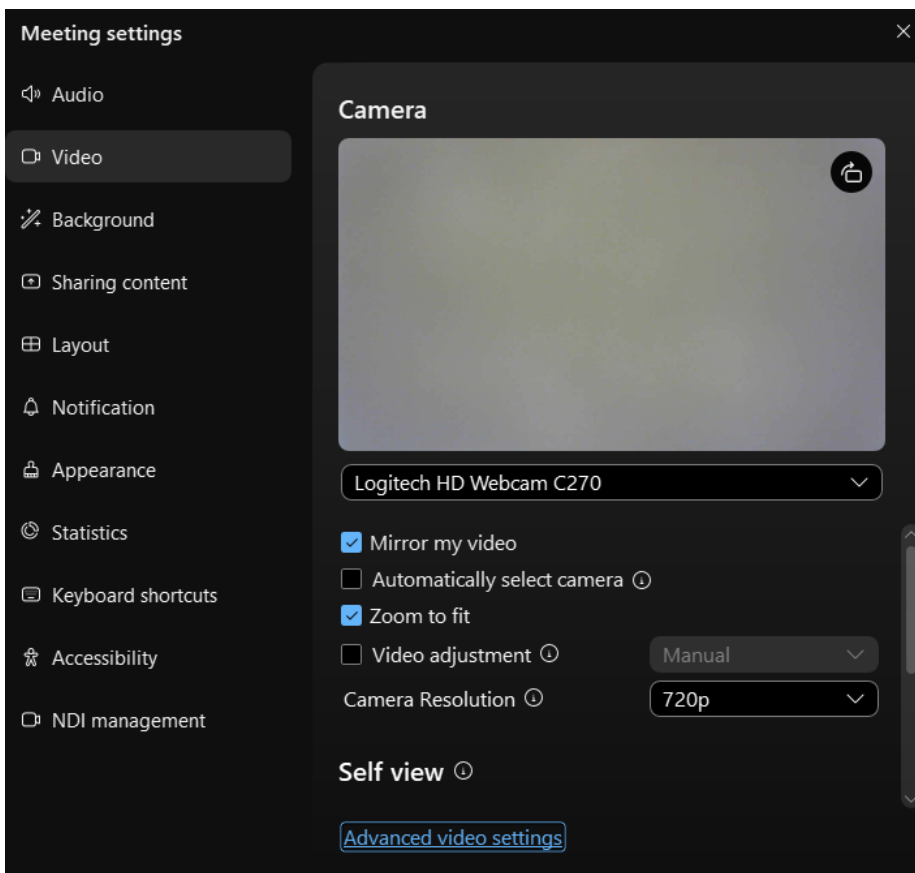 Meeting settings
Audio
Video
Background
Sharing content
Layout
Notification
Appearance
Statistics
Keyboard shortcuts
Accessibility
NDI management
Camera
Logitech HD Webcam C270
Mirror my video
Automatically select camera
Zoom to fit
Video adjustment Manual
Camera Resolution 720p
Self view
Advanced video settings